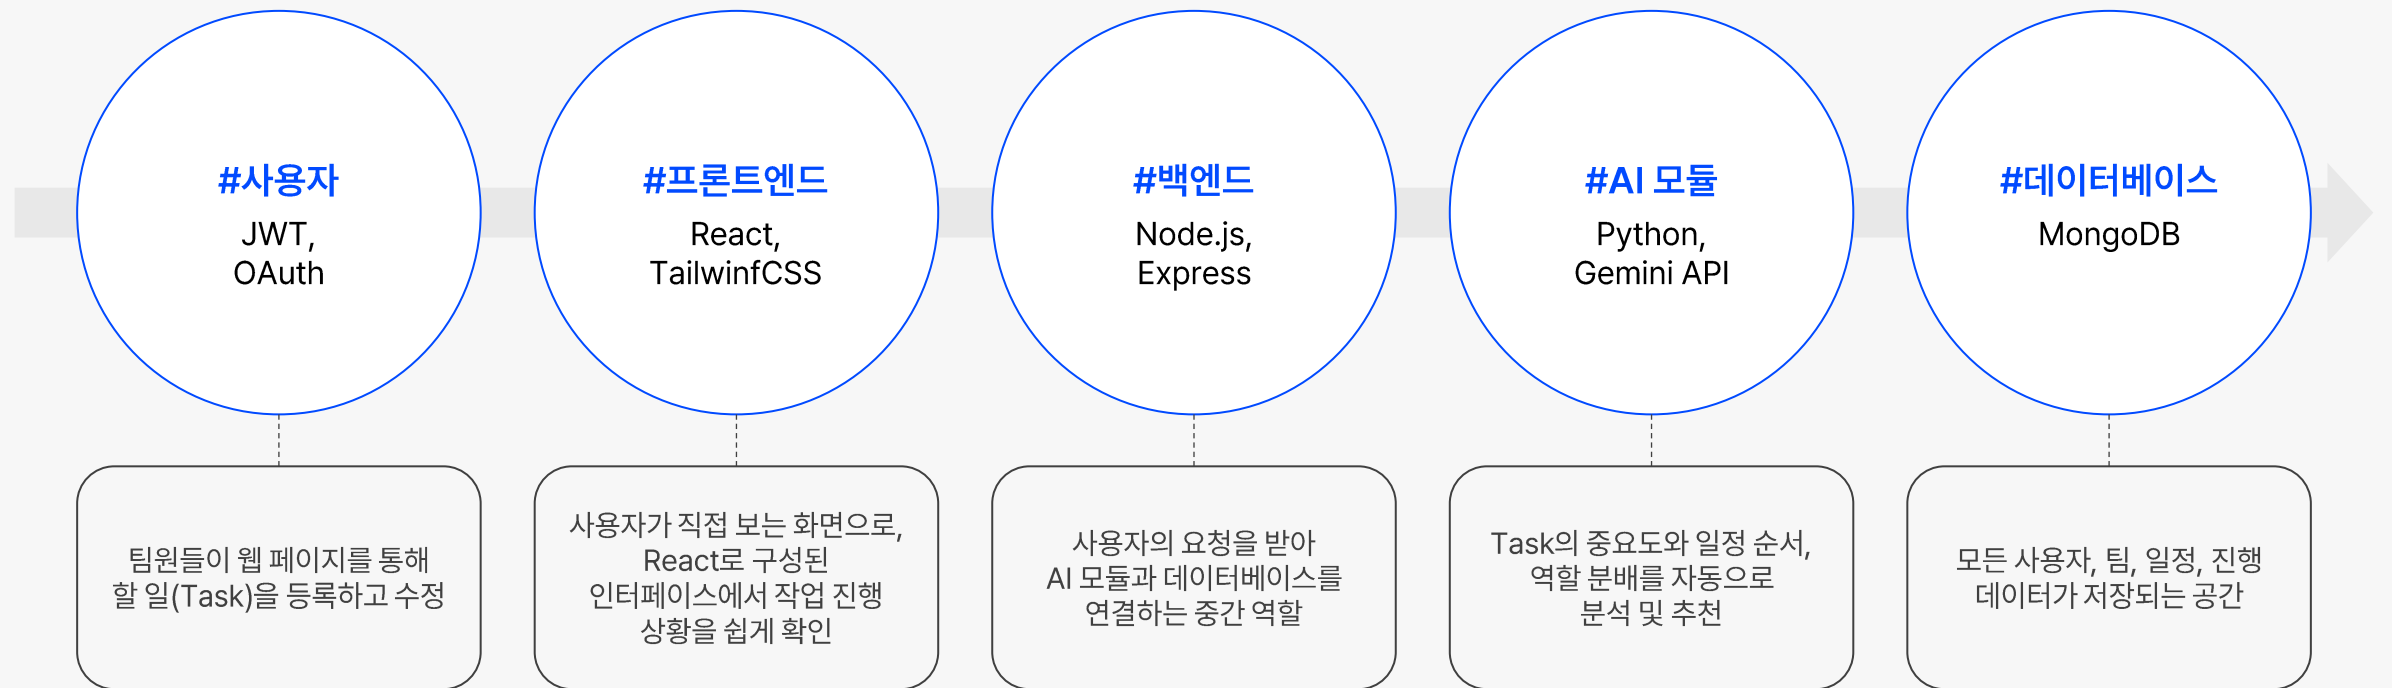 #사용자
JWT,
OAuth
#프론트엔드
React,
TailwinfCSS
#백엔드
Node.js,
Express
#AI 모듈
Python,
Gemini API
#데이터베이스
MongoDB
팀원들이 웹 페이지를 통해
할 일(Task)을 등록하고 수정
사용자가 직접 보는 화면으로,
React로 구성된
인터페이스에서 작업 진행
상황을 쉽게 확인
사용자의 요청을 받아
AI 모듈과 데이터베이스를
연결하는 중간 역할
Task의 중요도와 일정 순서,
역할 분배를 자동으로
분석 및 추천
모든 사용자, 팀, 일정, 진행
데이터가 저장되는 공간